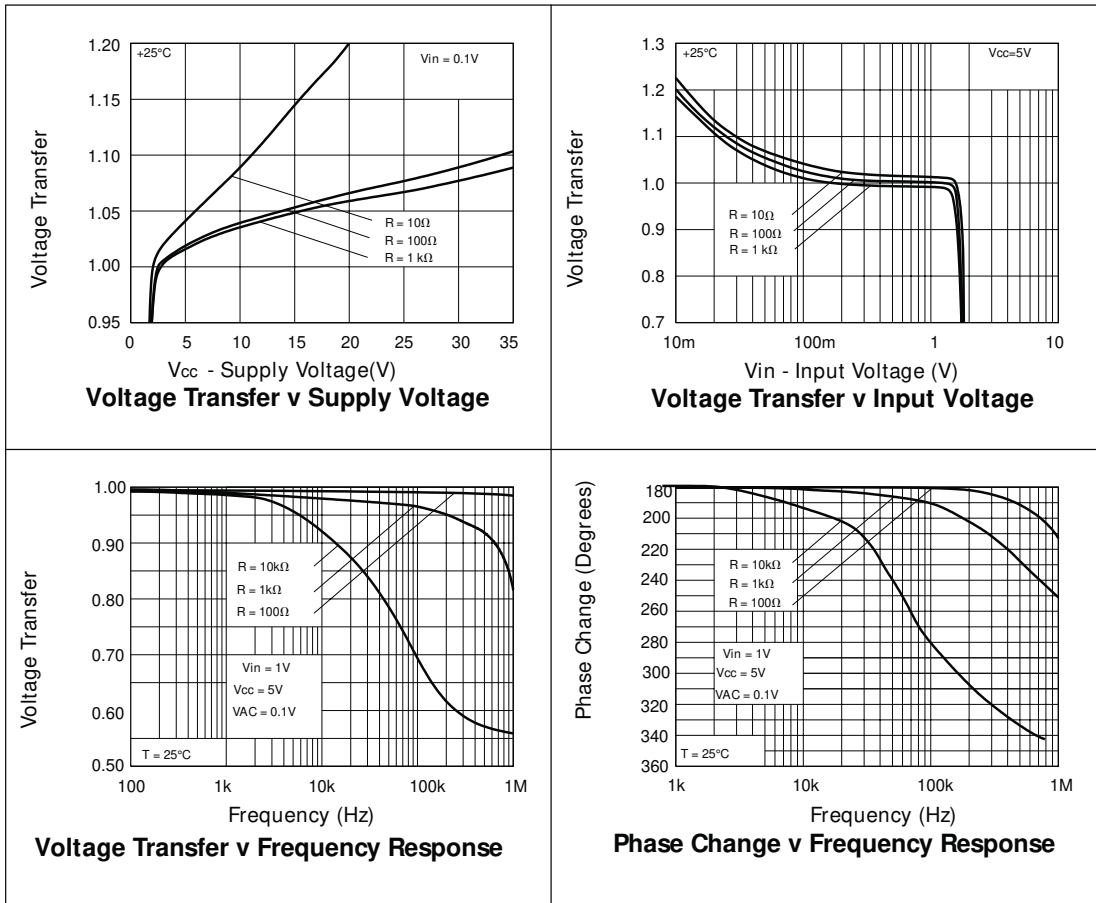 1.20
1.15
1.10
1.05
1.00
0.95
Voltage Transfer
+25°C
Vin = 0.1V
R = 10Ω
R = 100Ω
R = 1 kΩ
0 5 10 15 20 25 30 35
Vcc - Supply Voltage(V)
Voltage Transfer v Supply Voltage
1.3
1.2
1.1
1.0
0.9
0.8
0.7
Voltage Transfer
+25°C
Vcc=5V
R = 10Ω
R = 100Ω
R = 1 kΩ
10m 100m 1 10
Vin - Input Voltage (V)
Voltage Transfer v Input Voltage
1.00
0.90
0.80
0.70
0.60
0.50
Voltage Transfer
R = 10kΩ
R = 1kΩ
R = 100Ω
Vin = 1V
Vcc = 5V
VAC = 0.1V
T = 25°C
100 1k 10k 100k 1M
Frequency (Hz)
Voltage Transfer v Frequency Response
180
200
220
240
260
280
300
320
340
360
Phase Change (Degrees)
R = 10kΩ
R = 1kΩ
R = 100Ω
Vin = 1V
Vcc = 5V
VAC = 0.1V
T = 25°C
1k 10k 100k 1M
Frequency (Hz)
Phase Change v Frequency Response